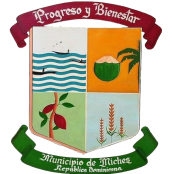 Progreso y Bienestar
Municipio de Miches
República Dominicana